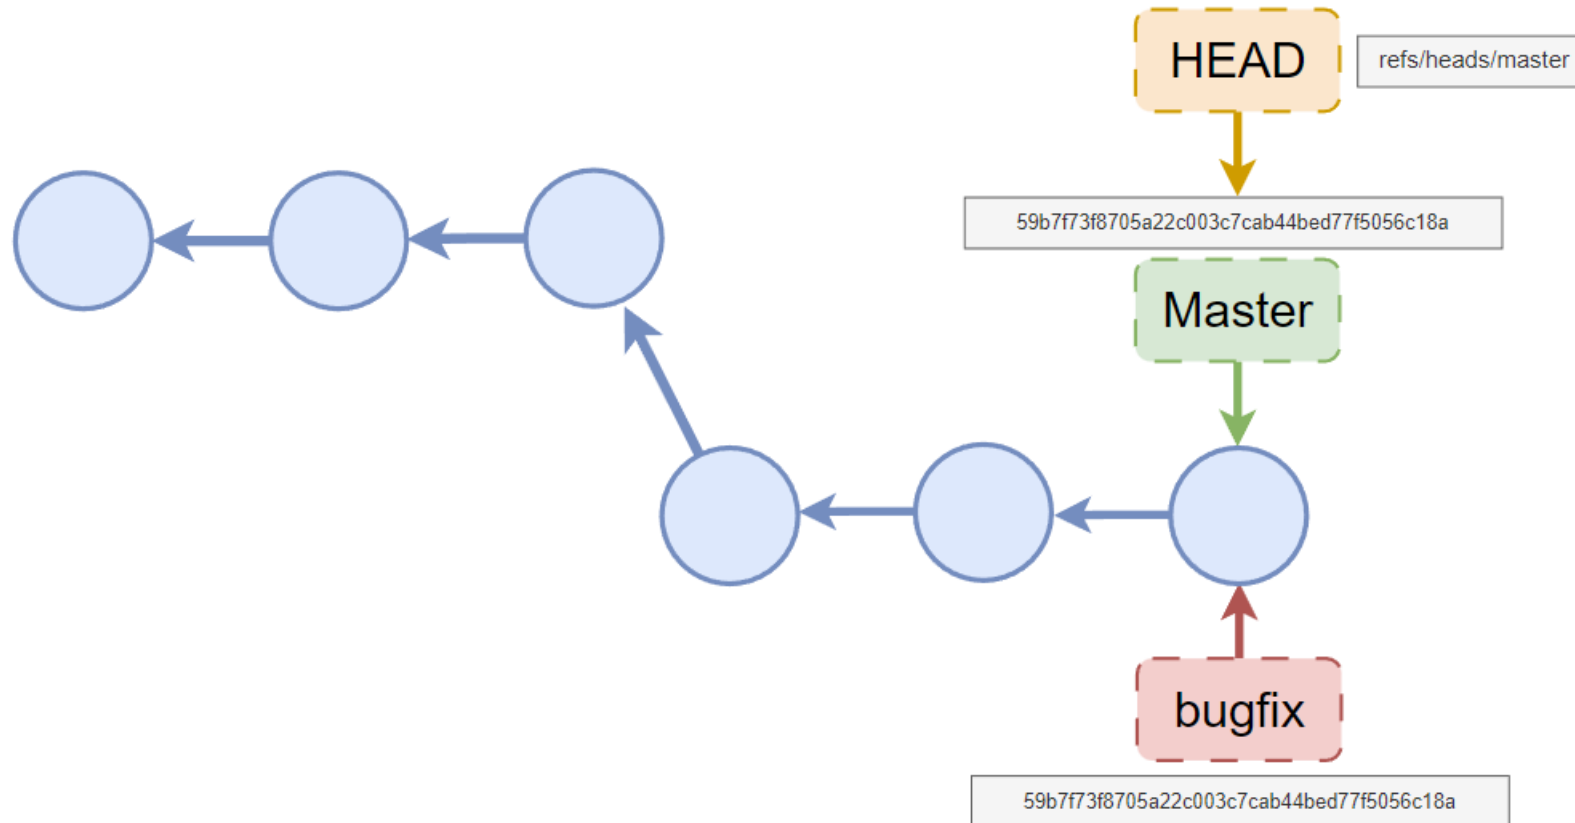 HEAD
refs/heads/master
59b7f73f8705a22c003c7cab44bed77f5056c18a
Master
bugfix
59b7f73f8705a22c003c7cab44bed77f5056c18a